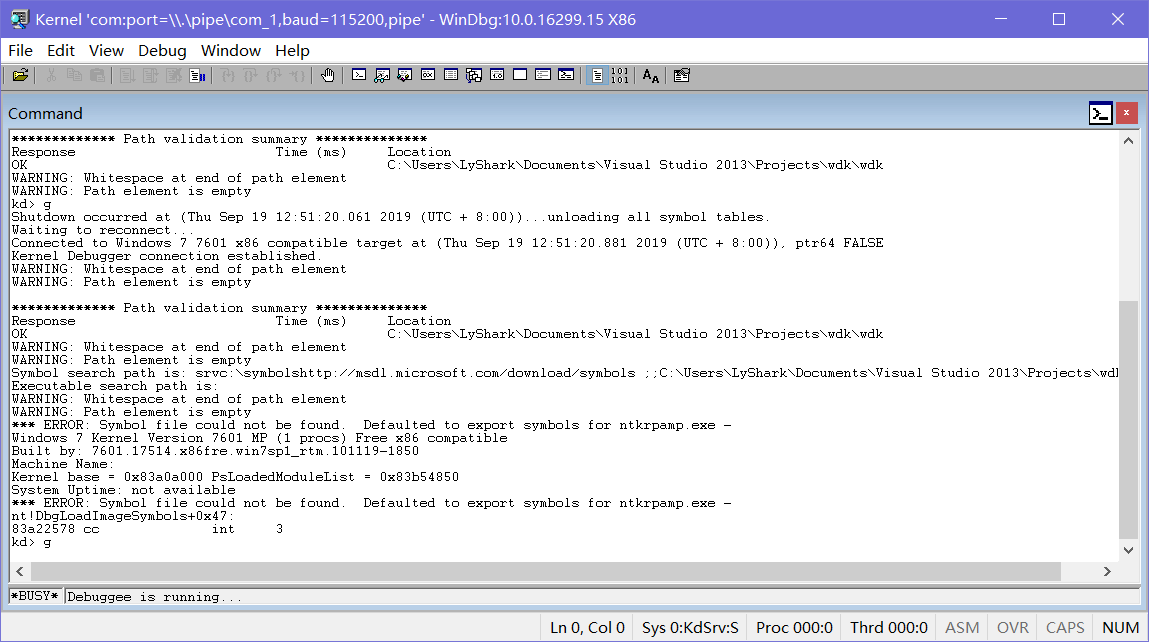 Kernel 'com:port=\\.\pipe\com_1,baud=115200,pipe' - WinDbg:10.0.16299.15 X86
File Edit View Debug Window Help
Command
************* Path validation summary **************
Response                         Time (ms)     Location
OK                                             C:\Users\LyShark\Documents\Visual Studio 2013\Projects\wdk\wdk
WARNING: Whitespace at end of path element
WARNING: Path element is empty
kd> g
Shutdown occurred at (Thu Sep 19 12:51:20.061 2019 (UTC + 8:00))...unloading all symbol tables.
Waiting to reconnect...
Connected to Windows 7 7601 x86 compatible target at (Thu Sep 19 12:51:20.881 2019 (UTC + 8:00)), ptr64 FALSE
Kernel Debugger connection established.
WARNING: Whitespace at end of path element
WARNING: Path element is empty
************* Path validation summary **************
Response                         Time (ms)     Location
OK                                             C:\Users\LyShark\Documents\Visual Studio 2013\Projects\wdk\wdk
WARNING: Whitespace at end of path element
WARNING: Path element is empty
Symbol search path is: srvc:\symbolshttp://msdl.microsoft.com/download/symbols ;;C:\Users\LyShark\Documents\Visual Studio 2013\Projects\wdk
Executable search path is:
WARNING: Whitespace at end of path element
WARNING: Path element is empty
*** ERROR: Symbol file could not be found.  Defaulted to export symbols for ntkrpamp.exe -
Windows 7 Kernel Version 7601 MP (1 procs) Free x86 compatible
Built by: 7601.17514.x86fre.win7sp1_rtm.101119-1850
Machine Name:
Kernel base = 0x83a0a000 PsLoadedModuleList = 0x83b54850
System Uptime: not available
*** ERROR: Symbol file could not be found.  Defaulted to export symbols for ntkrpamp.exe -
nt!DbgLoadImageSymbols+0x47:
83a22578 cc              int     3
kd> g
*BUSY* Debuggee is running...
Ln 0, Col 0 Sys 0:KdSrv:S Proc 000:0 Thrd 000:0 ASM OVR CAPS NUM